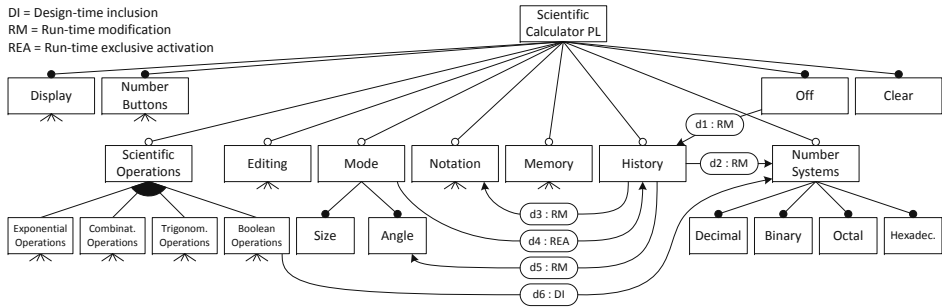 DI = Design-time inclusion
RM = Run-time modification
REA = Run-time exclusive activation
Scientific
Calculator PL
Display
Number
Buttons
Off
Clear
d1 : RM
Scientific
Operations
Editing
Mode
Notation
Memory
History
d2 : RM
Number
Systems
d3 : RM
Exponential
Operations
Combinat.
Operations
Trigonom.
Operations
Boolean
Operations
Size
Angle
d4 : REA
Decimal
Binary
Octal
Hexadec.
d5 : RM
d6 : DI